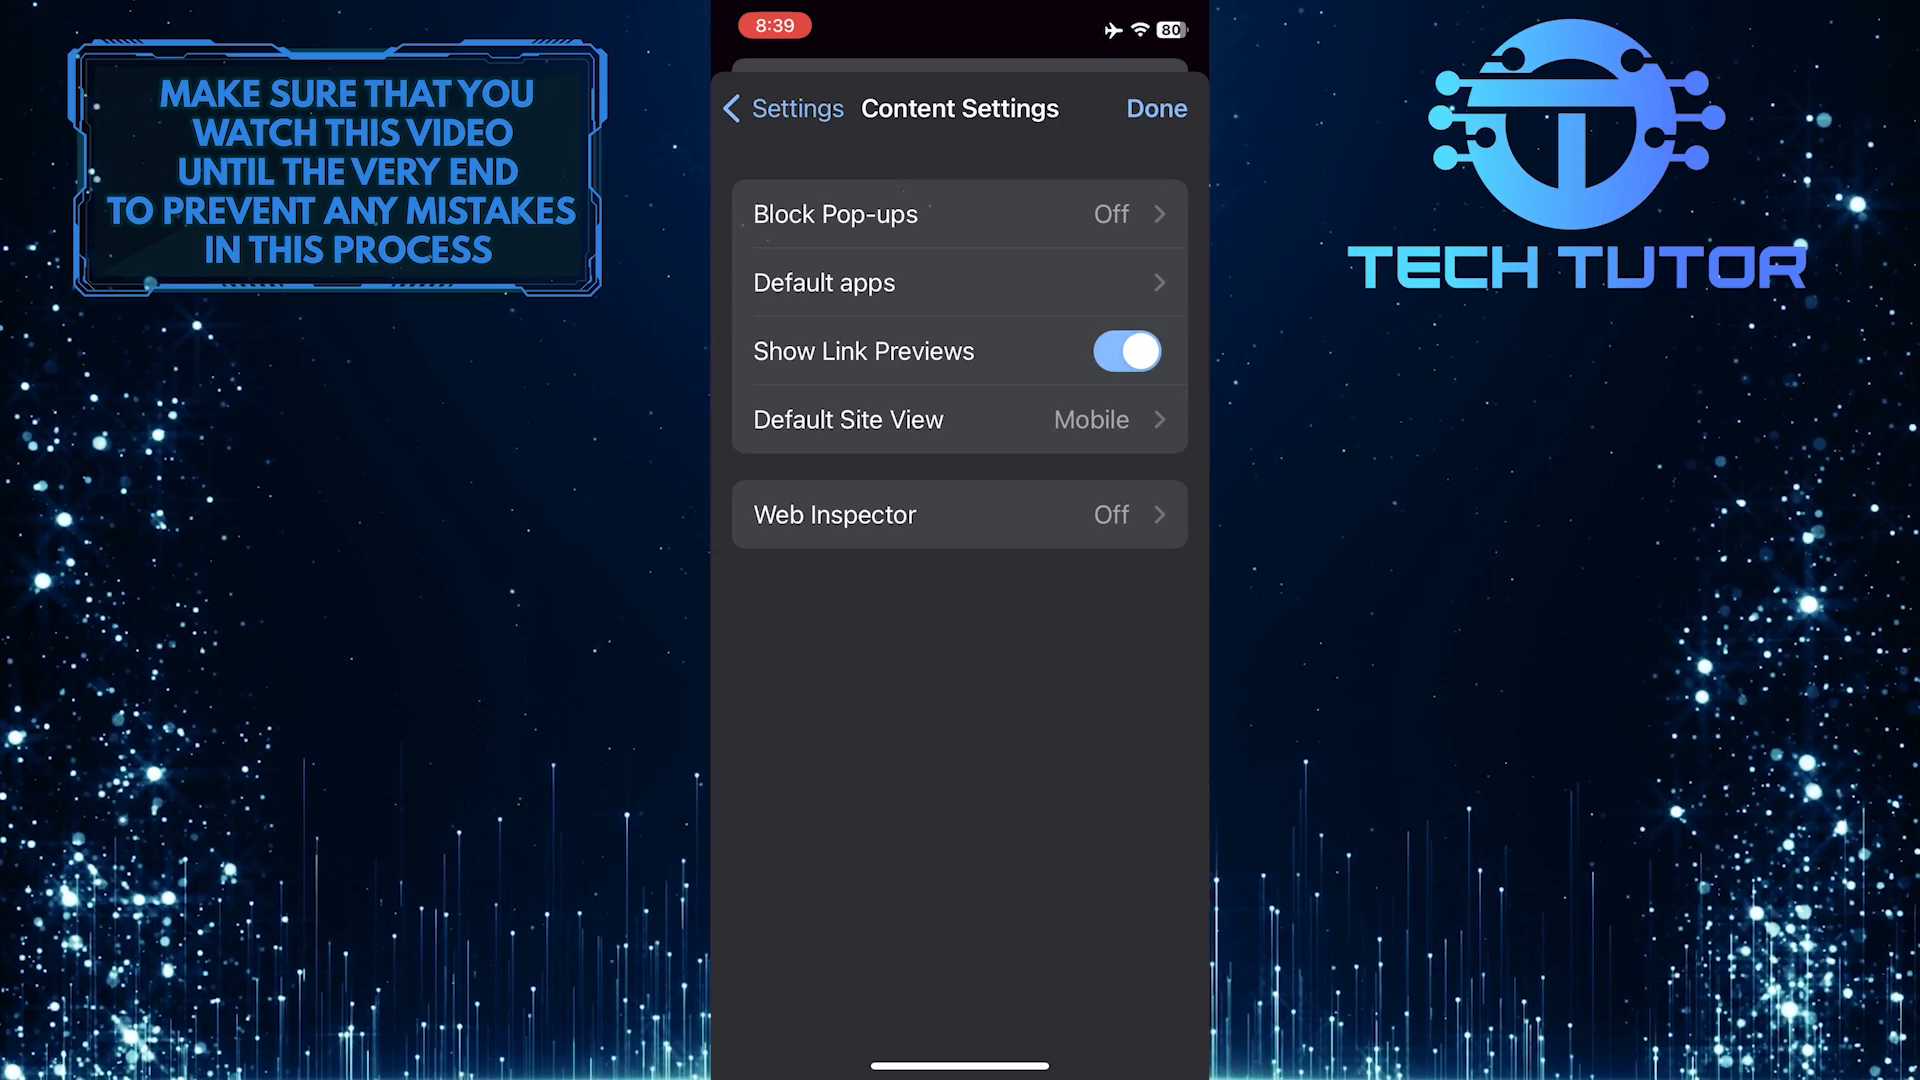 MAKE SURE THAT YOU
WATCH THIS VIDEO
UNTIL THE VERY END
TO PREVENT ANY MISTAKES
IN THIS PROCESS
8:39
80
Settings
Content Settings
Done
Block Pop-ups
Off
Default apps
Show Link Previews
Default Site View
Mobile
Web Inspector
Off
TECH TUTOR